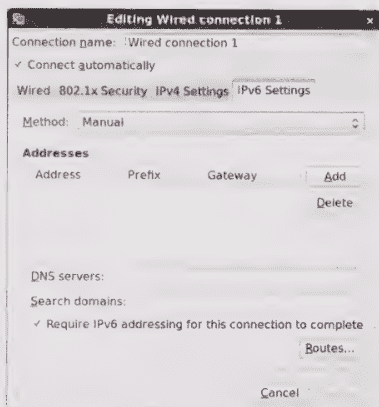 Editing Wired connection 1
Connection name: Wired connection 1
✓ Connect automatically
Wired 802.1x Security IPv4 Settings IPv6 Settings
Method: Manual
Addresses
Address Prefix Gateway Add
Delete
DNS servers:
Search domains:
✓ Require IPv6 addressing for this connection to complete
Routes...
Cancel